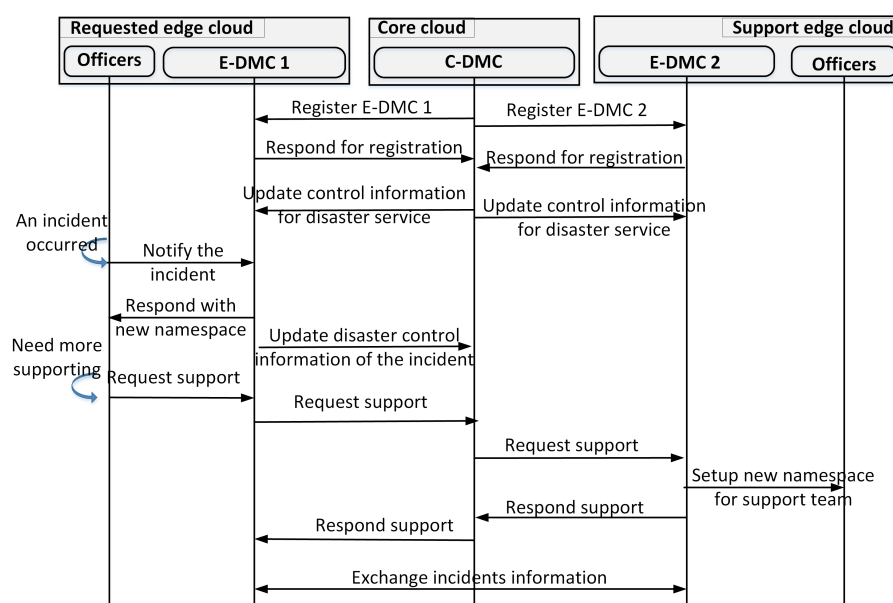 Requested edge cloud
Core cloud
Support edge cloud
Officers
E-DMC 1
C-DMC
E-DMC 2
Officers
Register E-DMC 1
Register E-DMC 2
Respond for registration
Respond for registration
Update control information
for disaster service
Update control information
for disaster service
An incident
occurred
Notify the
incident
Respond with
new namespace
Update disaster control
information of the incident
Need more
supporting
Request support
Request support
Request support
Setup new namespace
for support team
Respond support
Respond support
Exchange incidents information